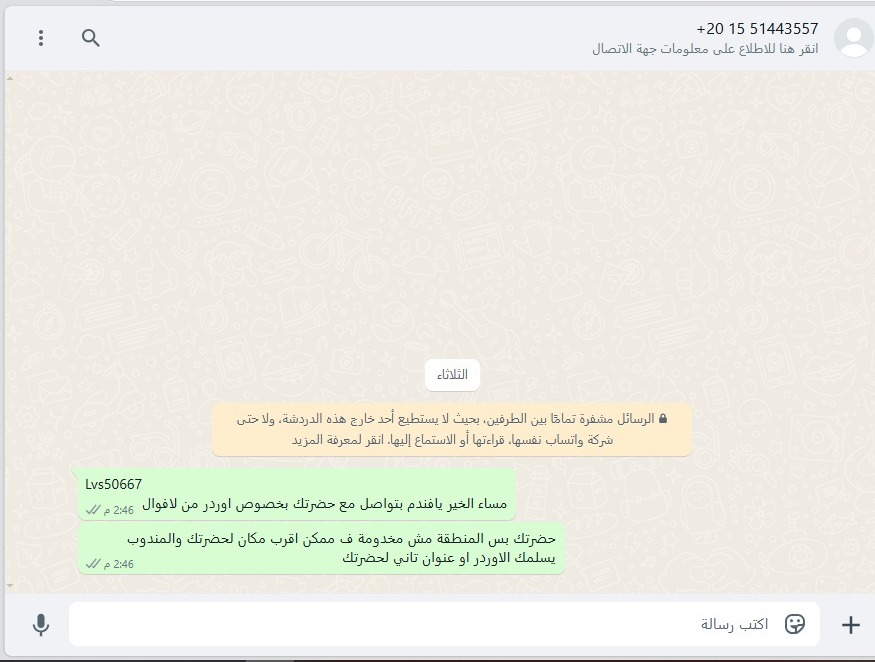 +20 15 51443557
انقر هنا للاطلاع على معلومات جهة الاتصال
الثلاثاء
الرسائل مشفرة تمامًا بين الطرفين، بحيث لا يستطيع أحد خارج هذه الدردشة، ولا حتى
شركة واتساب نفسها، قراءتها أو الاستماع إليها. انقر لمعرفة المزيد
Lvs50667
مساء الخير يافندم بتواصل مع حضرتك بخصوص اوردر من لافوال
2:46 م
حضرتك بس المنطقة مش مخدومة ف ممكن اقرب مكان لحضرتك والمندوب
يسلمك الاوردر او عنوان تاني لحضرتك
2:46 م
اكتب رسالة